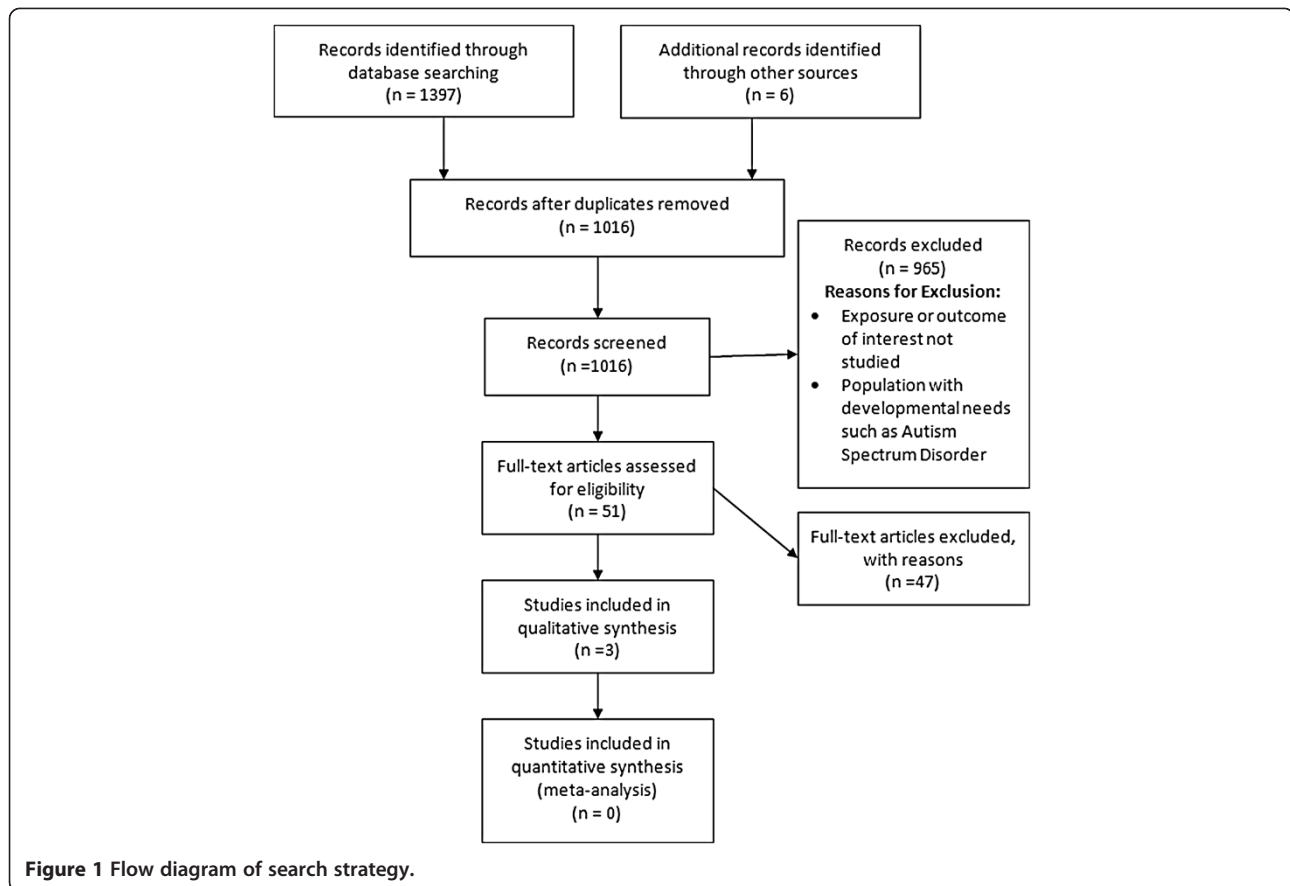 Records identified through
database searching
(n = 1397)
Additional records identified
through other sources
(n = 6)
Records after duplicates removed
(n = 1016)
Records excluded
(n = 965)
Reasons for Exclusion:
• Exposure or outcome
of interest not
studied
• Population with
developmental needs
such as Autism
Spectrum Disorder
Records screened
(n =1016)
Full-text articles assessed
for eligibility
(n = 51)
Full-text articles excluded,
with reasons
(n =47)
Studies included in
qualitative synthesis
(n =3)
Studies included in
quantitative synthesis
(meta-analysis)
(n = 0)
Figure 1 Flow diagram of search strategy.